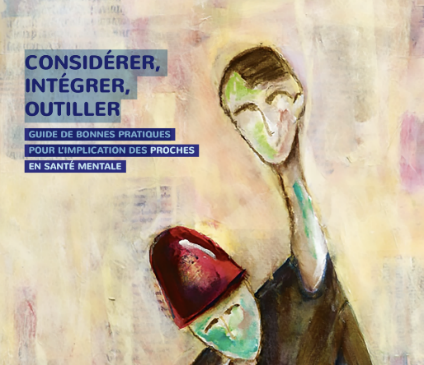 CONSIDÉRER,
INTÉGRER,
OUTILLER
GUIDE DE BONNES PRATIQUES
POUR L'IMPLICATION DES PROCHES
EN SANTÉ MENTALE